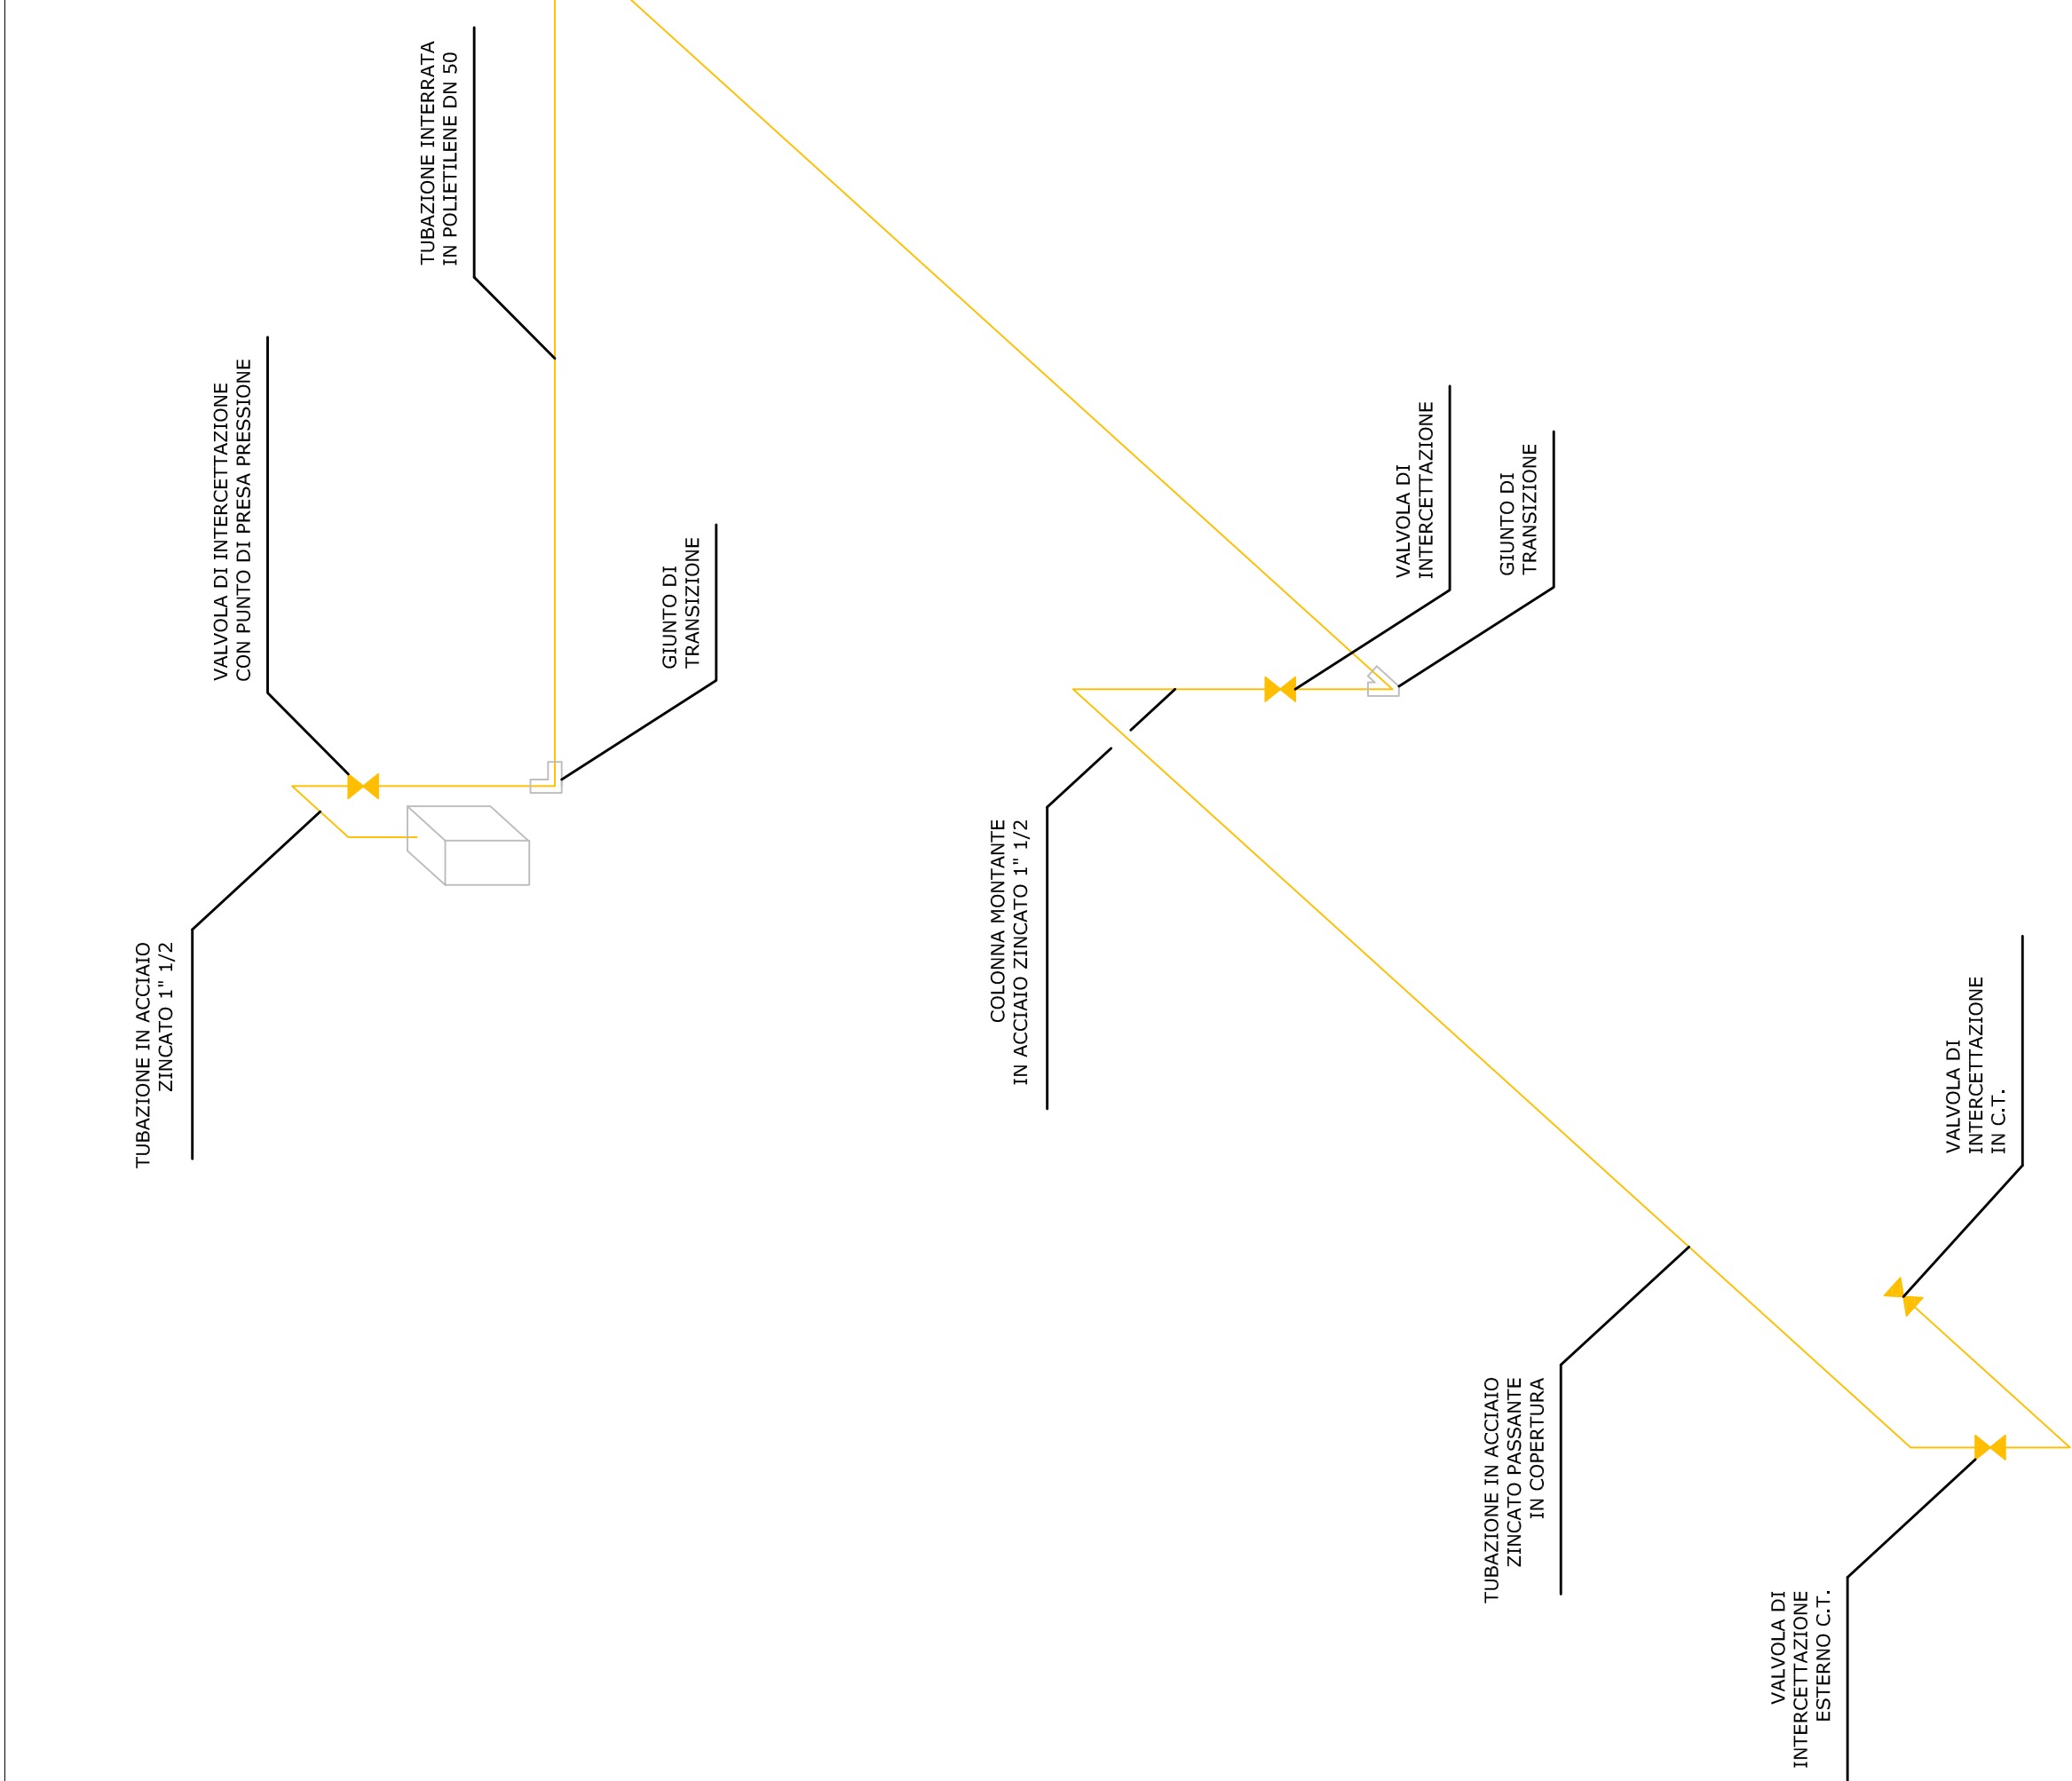 TUBAZIONE IN ACCIAIO
ZINCATO 1" 1/2
VALVOLA DI INTERCETTAZIONE
CON PUNTO DI PRESA PRESSIONE
TUBAZIONE INTERRATA
IN POLIETILENE DN 50
GIUNTO DI
TRANSIZIONE
COLONNA MONTANTE
IN ACCIAIO ZINCATO 1" 1/2
VALVOLA DI
INTERCETTAZIONE
GIUNTO DI
TRANSIZIONE
TUBAZIONE IN ACCIAIO
ZINCATO PASSANTE
IN COPERTURA
VALVOLA DI
INTERCETTAZIONE
ESTERNO C.T.
VALVOLA DI
INTERCETTAZIONE
IN C.T.